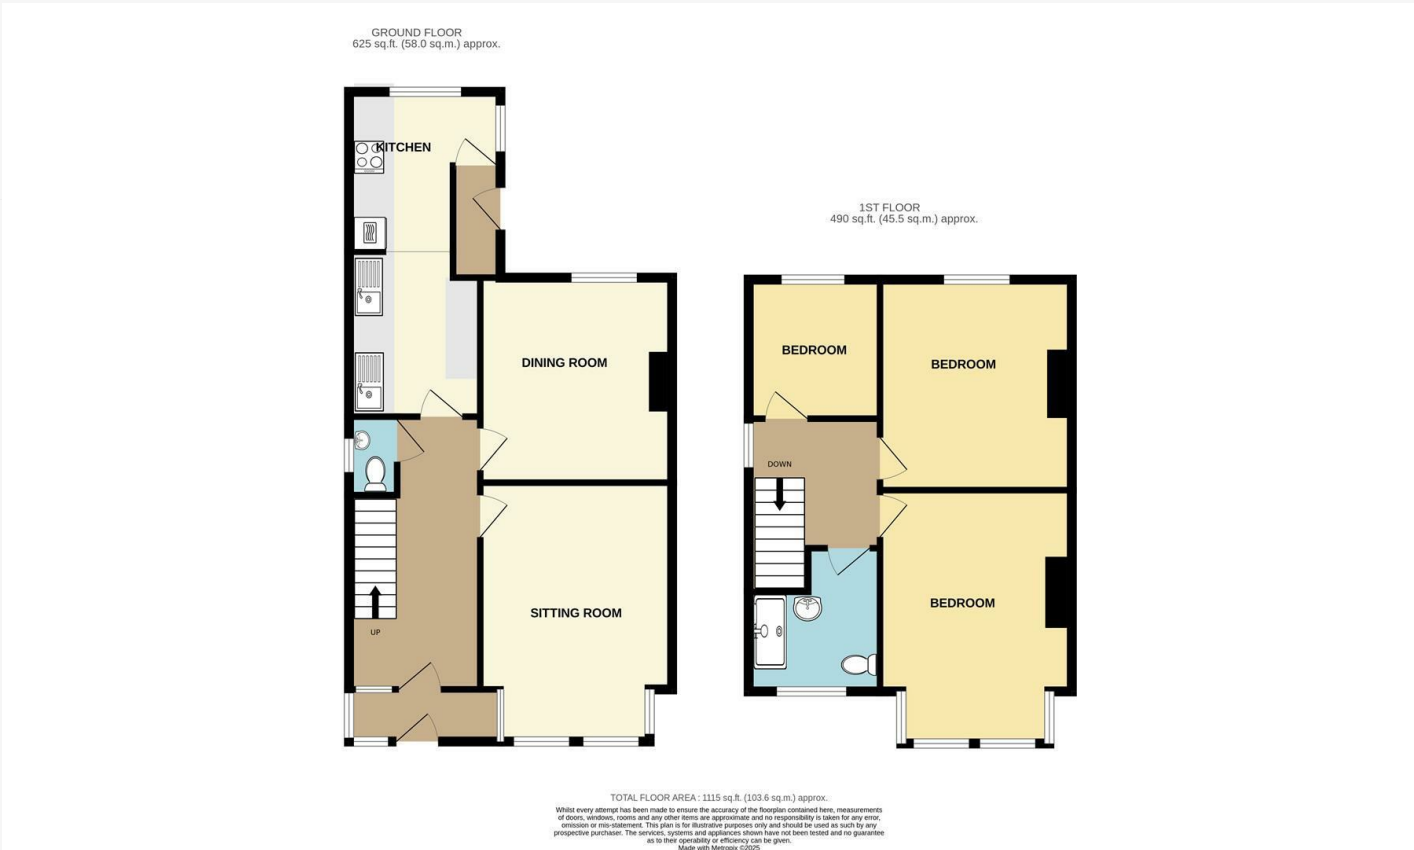 GROUND FLOOR
625 sq.ft. (58.0 sq.m.) approx.
KITCHEN
DINING ROOM
SITTING ROOM
UP
1ST FLOOR
490 sq.ft. (45.5 sq.m.) approx.
BEDROOM
BEDROOM
DOWN
BEDROOM
TOTAL FLOOR AREA : 1115 sq.ft. (103.6 sq.m.) approx.
Whilst every attempt has been made to ensure the accuracy of the floorplan contained here, measurements
of doors, windows, rooms and any other items are approximate and no responsibility is taken for any error,
omission or mis-statement. This plan is for illustrative purposes only and should be used as such by any
prospective purchaser. The services, systems and appliances shown have not been tested and no guarantee
as to their operability or efficiency can be given.
Made with Metropix ©2025